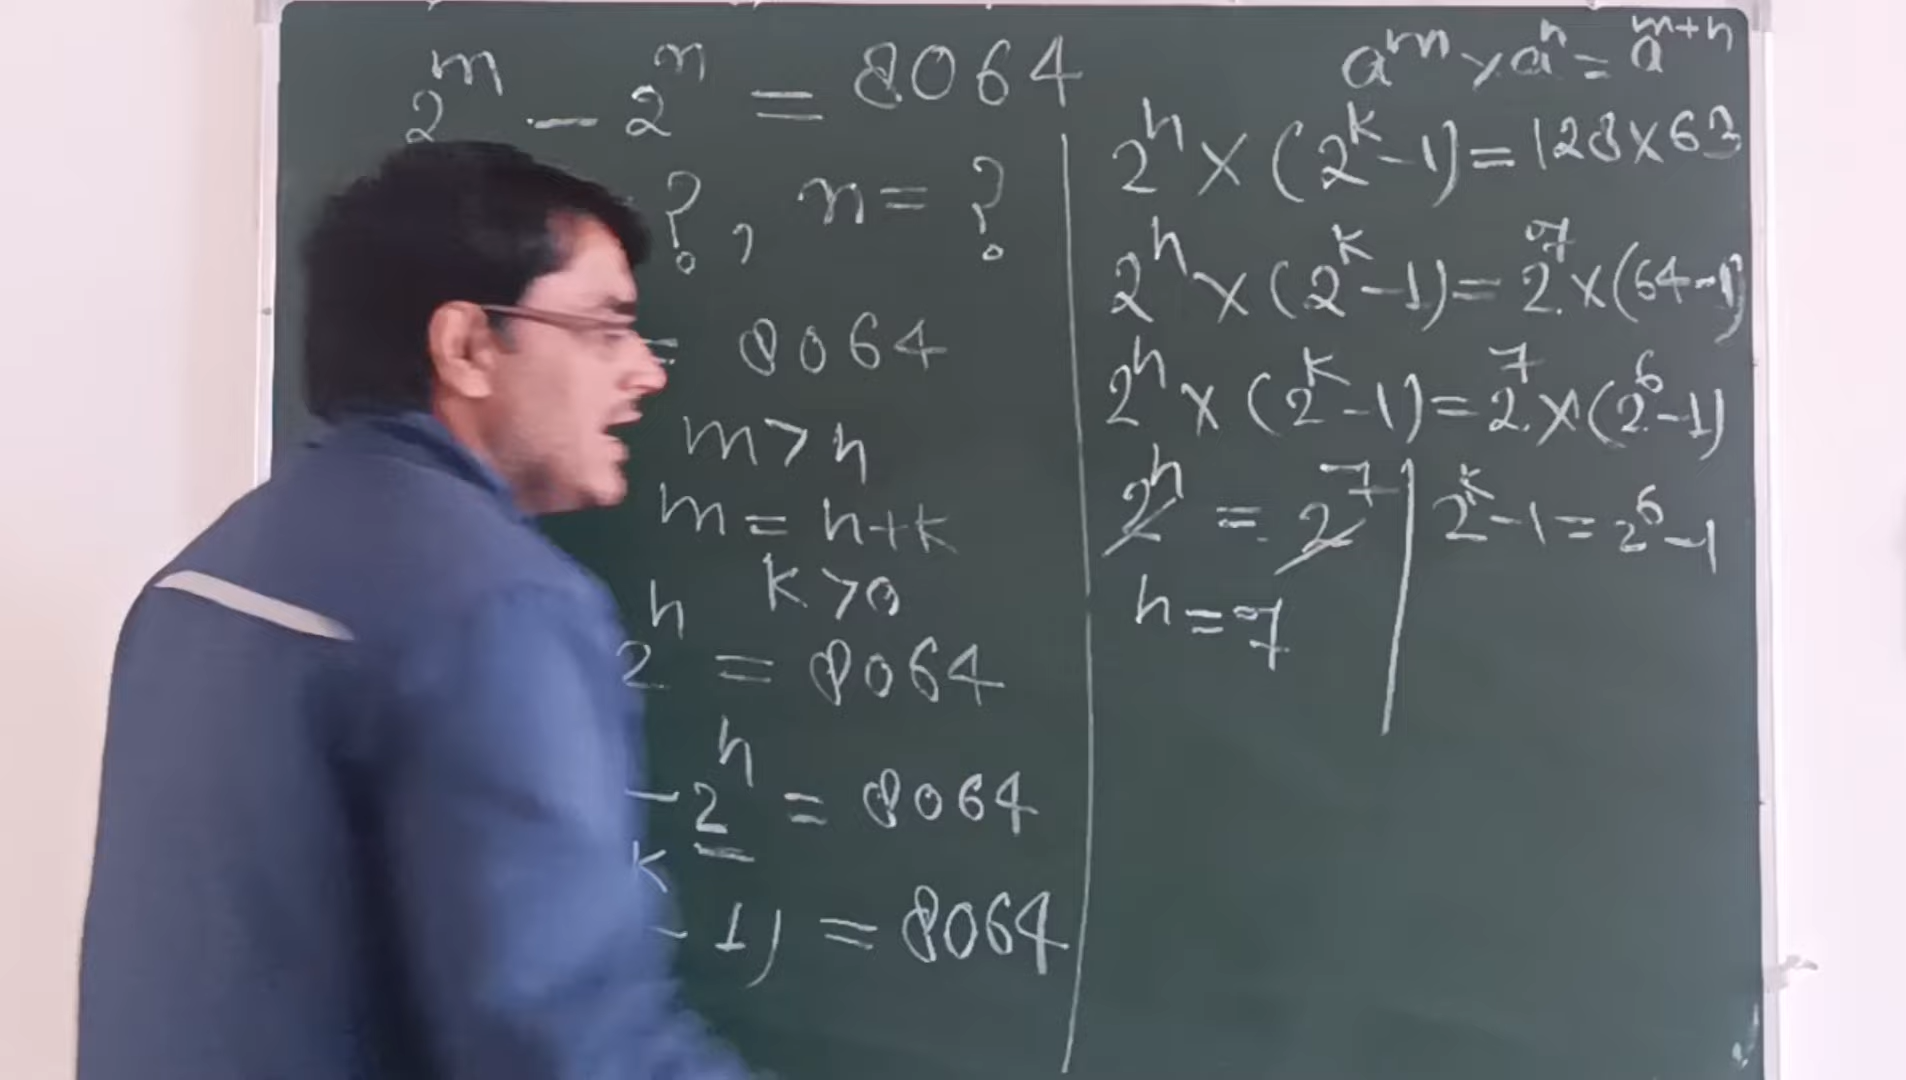 2^m - 2^n = 8064
?, n = ?
= 8064
m > n
m = n+k
k > 0
2^n = 8064
- 2^n = 8064
k - 1) = 8064
a^m × a^n = a^m+n
2^n × (2^k - 1) = 128 × 63
2^n × (2^k - 1) = 2^7 × (64 - 1)
2^n × (2^k - 1) = 2^7 × (2^6 - 1)
2^n = 2^7 | 2^k - 1 = 2^6 - 1
n = 7